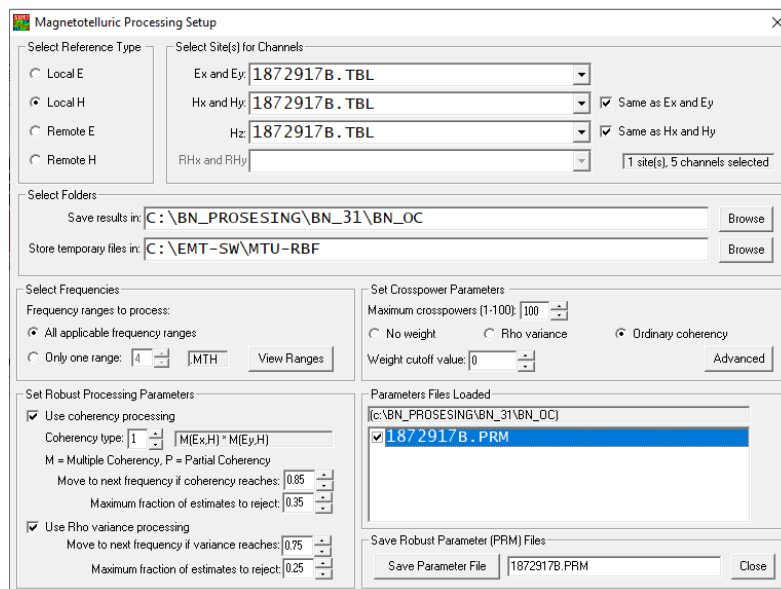 Magnetotelluric Processing Setup
Select Reference Type
Local E
Local H
Remote E
Remote H
Select Site(s) for Channels
Ex and Ey: 1872917B.TBL
Hx and Hy: 1872917B.TBL Same as Ex and Ey
Hz: 1872917B.TBL Same as Hx and Hy
RHx and RHy
1 site(s), 5 channels selected
Select Folders
Save results in: C:\BN_PROSESING\BN_31\BN_OC Browse
Store temporary files in: C:\EMT-SW\MTU-RBF Browse
Select Frequencies
Frequency ranges to process:
All applicable frequency ranges
Only one range: 4 .MTH View Ranges
Set Crosspower Parameters
Maximum crosspowers (1-100): 100
No weight Rho variance Ordinary coherency
Weight cutoff value: 0 Advanced
Set Robust Processing Parameters
Use coherency processing
Coherency type: 1 M(Ex,H) * M(Ey,H)
M = Multiple Coherency, P = Partial Coherency
Move to next frequency if coherency reaches: 0.85
Maximum fraction of estimates to reject: 0.35
Use Rho variance processing
Move to next frequency if variance reaches: 0.75
Maximum fraction of estimates to reject: 0.25
Parameters Files Loaded
(c:\BN_PROSESING\BN_31\BN_OC)
1872917B.PRM
Save Robust Parameter (PRM) Files
Save Parameter File 1872917B.PRM Close